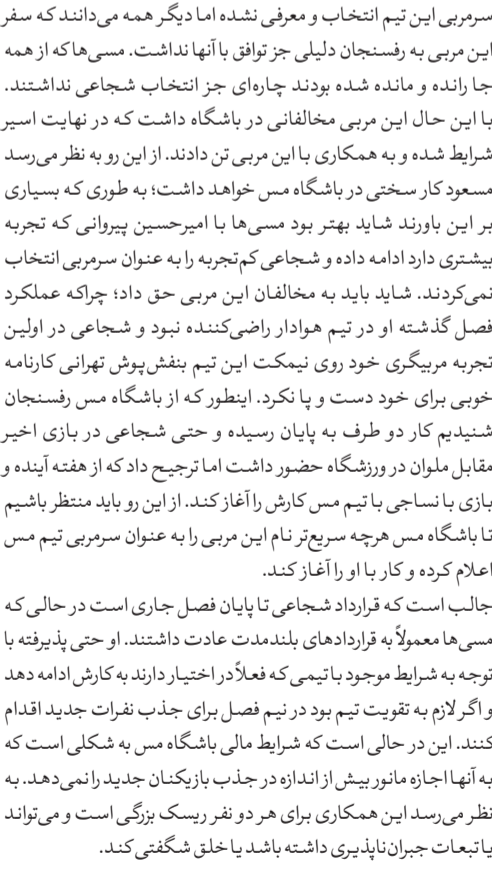 سرمربی این تیم انتخاب و معرفی نشده اما دیگر همه می‌دانند که سفر
این مربی به رفسنجان دلیلی جز توافق با آنها نداشت. مسی‌ها که از همه
جا رانده و مانده شده بودند چاره‌ای جز انتخاب شجاعی نداشتند.
با این حال این مربی مخالفانی در باشگاه داشت که در نهایت اسیر
شرایط شده و به همکاری با این مربی تن دادند. از این رو به نظر می‌رسد
مسعود کار سختی در باشگاه مس خواهد داشت؛ به طوری که بسیاری
بر این باورند شاید بهتر بود مسی‌ها با امیرحسین پیروانی که تجربه
بیشتری دارد ادامه داده و شجاعی کم‌تجربه را به عنوان سرمربی انتخاب
نمی‌کردند. شاید باید به مخالفان این مربی حق داد؛ چراکه عملکرد
فصل گذشته او در تیم هوادار راضی‌کننده نبود و شجاعی در اولین
تجربه مربیگری خود روی نیمکت این تیم بنفش‌پوش تهرانی کارنامه
خوبی برای خود دست و پا نکرد. اینطور که از باشگاه مس رفسنجان
شنیدیم کار دو طرف به پایان رسیده و حتی شجاعی در بازی اخیر
مقابل ملوان در ورزشگاه حضور داشت اما ترجیح داد که از هفته آینده و
بازی با نساجی با تیم مس کارش را آغاز کند. از این رو باید منتظر باشیم
تا باشگاه مس هرچه سریع‌تر نام این مربی را به عنوان سرمربی تیم مس
اعلام کرده و کار با او را آغاز کند.
جالب است که قرارداد شجاعی تا پایان فصل جاری است در حالی که
مسی‌ها معمولاً به قراردادهای بلندمدت عادت داشتند. او حتی پذیرفته با
توجه به شرایط موجود با تیمی که فعلاً در اختیار دارند به کارش ادامه دهد
و اگر لازم به تقویت تیم بود در نیم فصل برای جذب نفرات جدید اقدام
کنند. این در حالی است که شرایط مالی باشگاه مس به شکلی است که
به آنها اجازه مانور بیش از اندازه در جذب بازیکنان جدید را نمی‌دهد. به
نظر می‌رسد این همکاری برای هر دو نفر ریسک بزرگی است و می‌تواند
یا تبعات جبران‌ناپذیری داشته باشد یا خلق شگفتی کند.